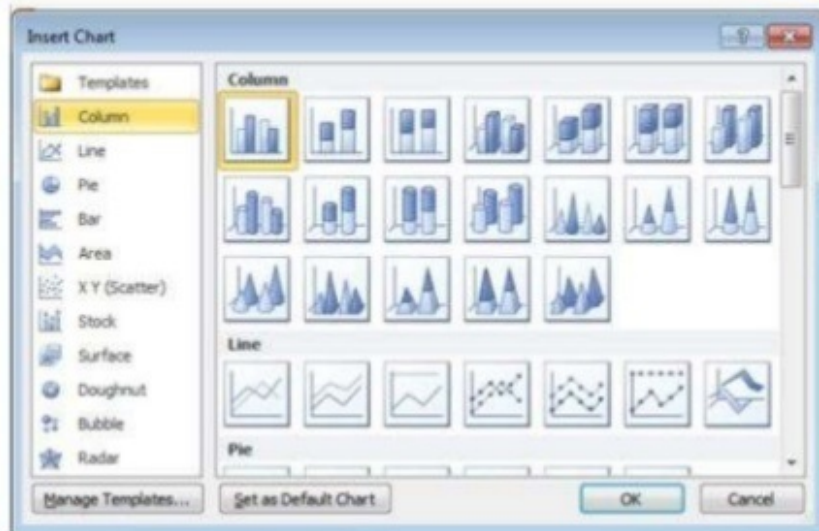 Insert Chart
Templates
Column
Line
Pie
Bar
Area
X Y (Scatter)
Stock
Surface
Doughnut
Bubble
Radar
Column
Line
Pie
Manage Templates...
Set as Default Chart
OK
Cancel